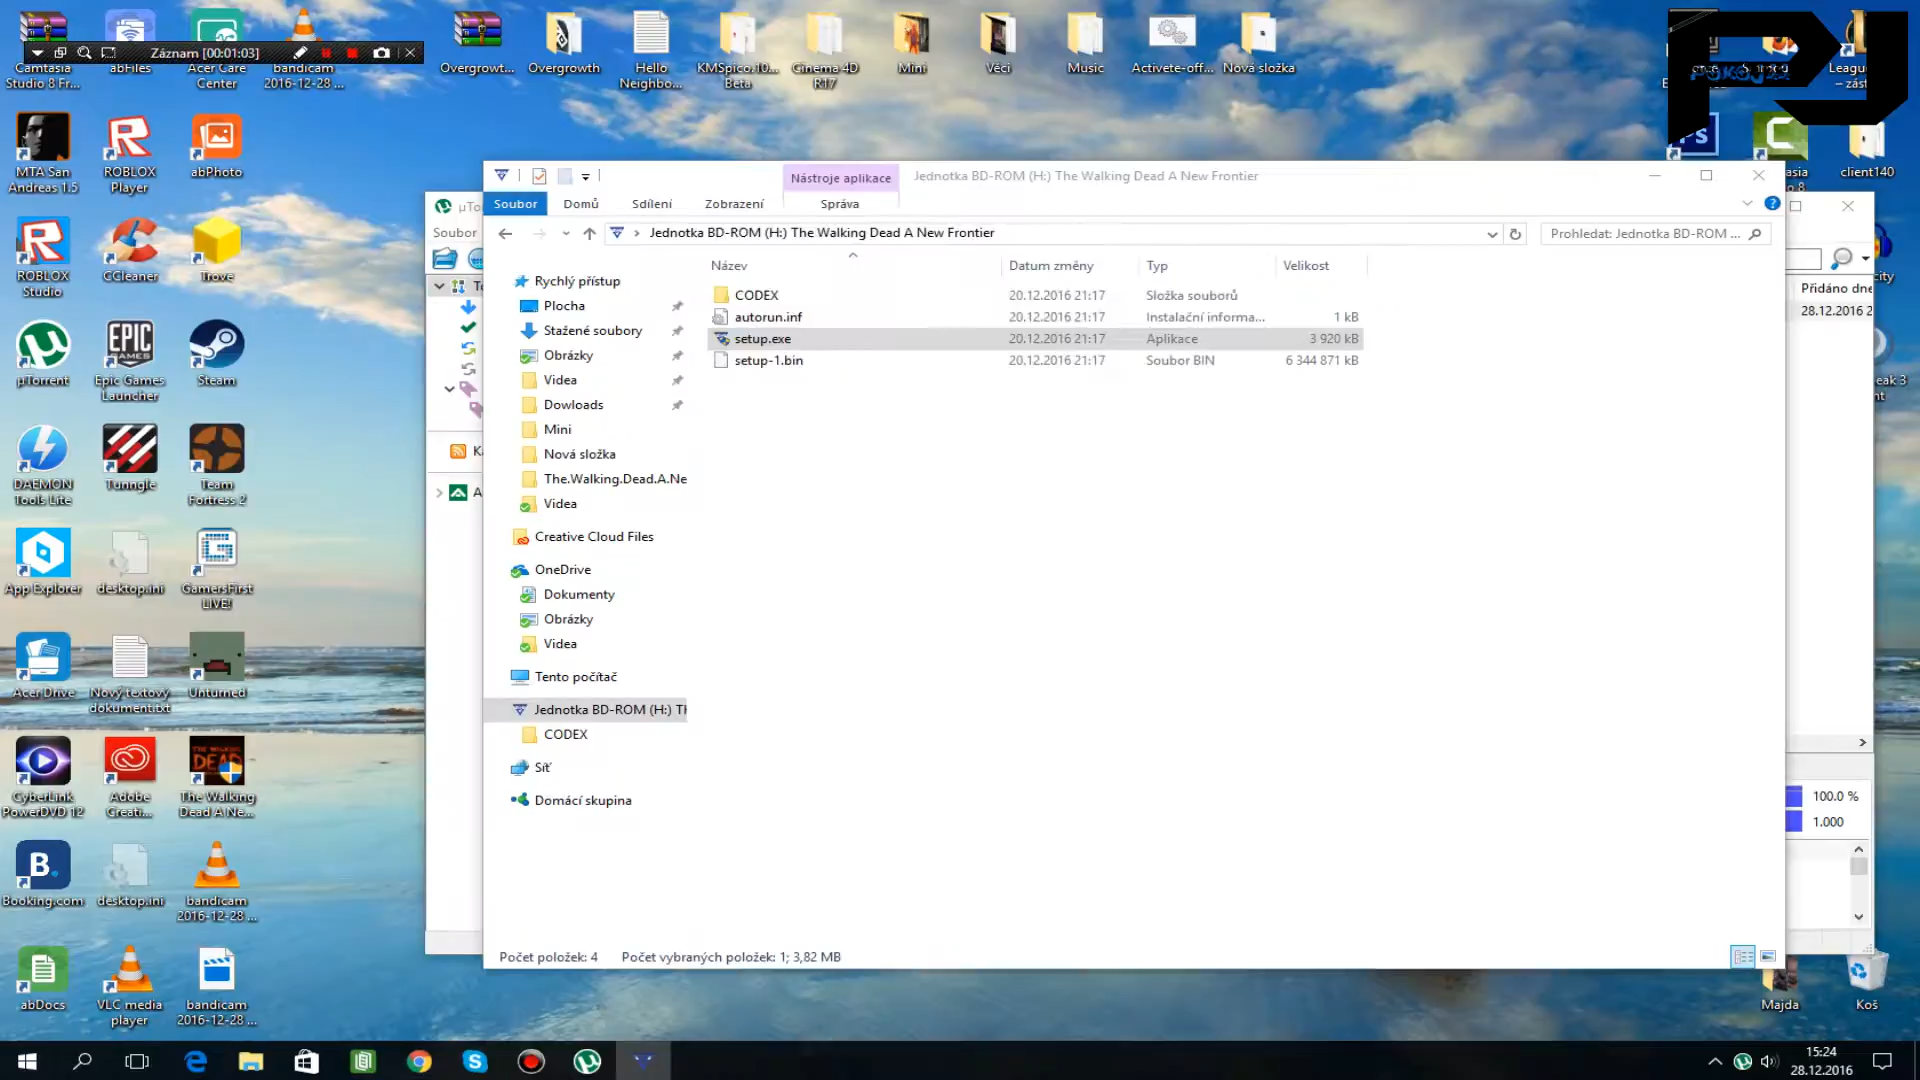 Camtasia
Studio 8 Fr...
abFiles
Acer Care
Center
bandicam
2016-12-28 ...
Záznam [00:01:03]
Overgrowt...
Overgrowth
Hello
Neighbo...
KMSpico.10...
Beta
Cinema 4D
R17
Mini
Věci
Music
Activete-off...
Nová složka
League
– zást
POKOJZZ
MTA San
Andreas 1.5
ROBLOX
Player
abPhoto
Ps
client140
ROBLOX
Studio
CCleaner
Trove
µTorrent
EPIC
GAMES
Epic Games
Launcher
Steam
DAEMON
Tools Lite
Tunngle
Team
Fortress 2
App Explorer
desktop.ini
GamersFirst
LIVE!
Acer Drive
Nový textový
dokument.txt
Unturned
CyberLink
PowerDVD 12
Adobe
Creati...
The Walking
Dead A Ne...
B.
Booking.com
desktop.ini
bandicam
2016-12-28 ...
abDocs
VLC media
player
bandicam
2016-12-28 ...
Soubor
Nástroje aplikace
Jednotka BD-ROM (H:) The Walking Dead A New Frontier
Soubor
Domů
Sdílení
Zobrazení
Správa
Jednotka BD-ROM (H:) The Walking Dead A New Frontier
Prohledat: Jednotka BD-ROM ...
Název
Datum změny
Typ
Velikost
CODEX
20.12.2016 21:17
Složka souborů
autorun.inf
20.12.2016 21:17
Instalační informa...
1 kB
setup.exe
20.12.2016 21:17
Aplikace
3 920 kB
setup-1.bin
20.12.2016 21:17
Soubor BIN
6 344 871 kB
Rychlý přístup
Plocha
Stažené soubory
Obrázky
Videa
Dowloads
Mini
Nová složka
The.Walking.Dead.A.Ne
Videa
Creative Cloud Files
OneDrive
Dokumenty
Obrázky
Videa
Tento počítač
Jednotka BD-ROM (H:) Th
CODEX
Síť
Domácí skupina
Počet položek: 4
Počet vybraných položek: 1; 3,82 MB
Přidáno dne
28.12.2016 2
100.0 %
1.000
Majda
Koš
15:24
28.12.2016